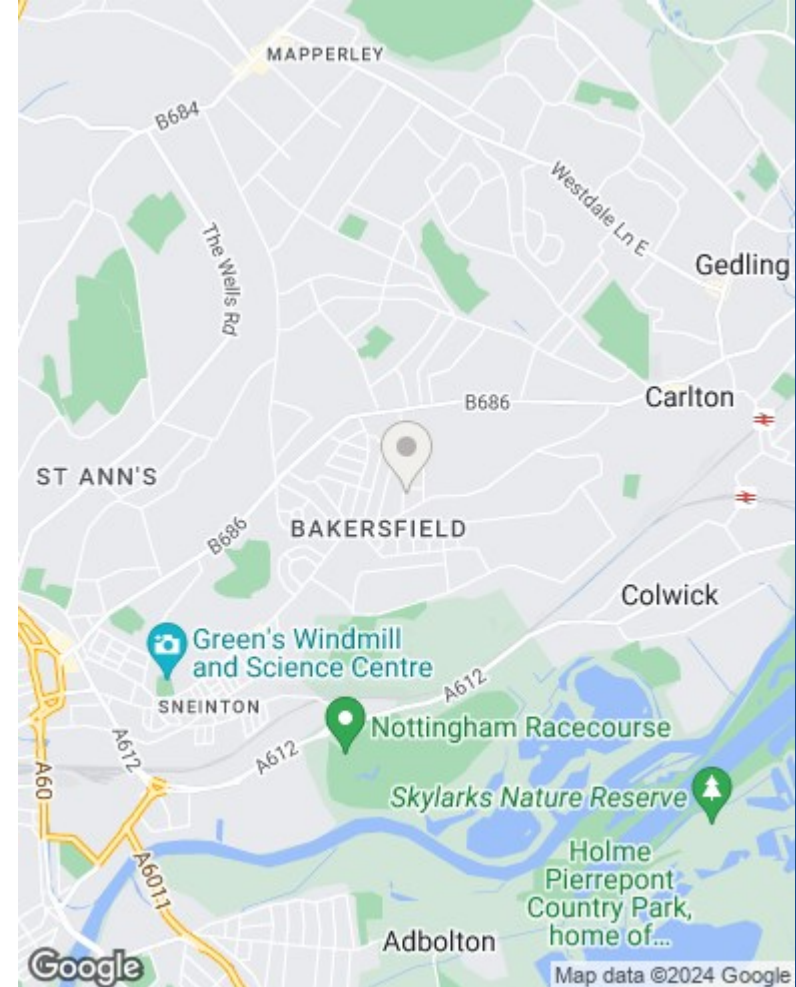 MAPPERLEY
B684
Westdale Ln E
The Wells Rd
Gedling
B686
Carlton
ST ANN'S
BAKERSFIELD
B686
Colwick
Green's Windmill
and Science Centre
A612
SNEINTON
Nottingham Racecourse
A612
A612
A60
Skylarks Nature Reserve
Holme
Pierrepont
Country Park,
home of...
A6011
Adbolton
Google
Map data ©2024 Google